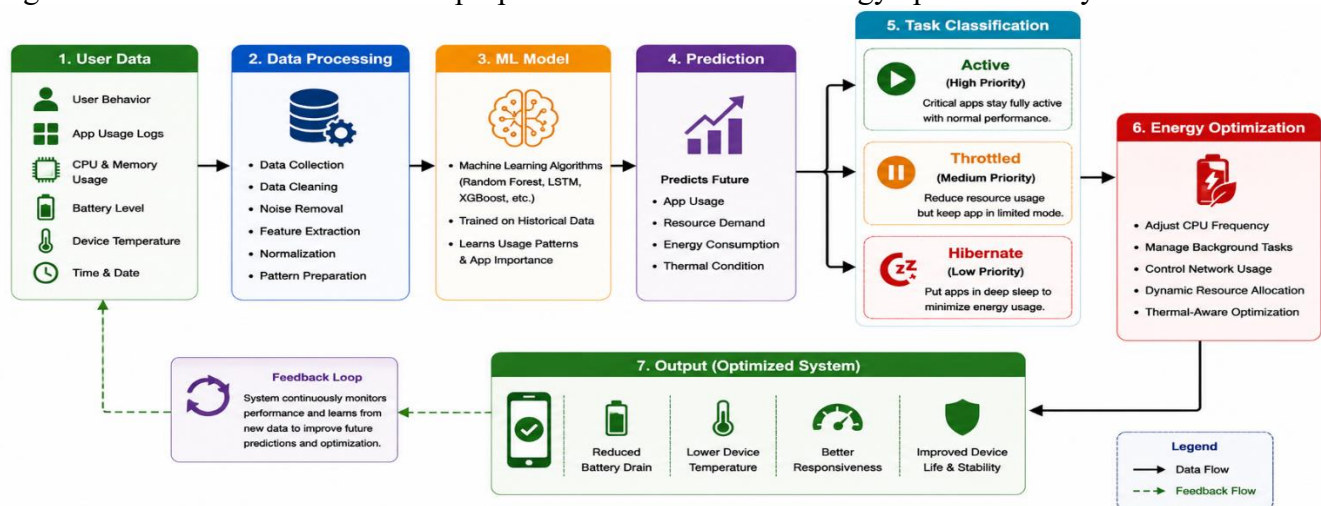 1. User Data
User Behavior
App Usage Logs
CPU & Memory
Usage
Battery Level
Device Temperature
Time & Date
2. Data Processing
• Data Collection
• Data Cleaning
• Noise Removal
• Feature Extraction
• Normalization
• Pattern Preparation
3. ML Model
• Machine Learning Algorithms
(Random Forest, LSTM,
XGBoost, etc.)
• Trained on Historical Data
• Learns Usage Patterns
& App Importance
4. Prediction
Predicts Future
• App Usage
• Resource Demand
• Energy Consumption
• Thermal Condition
5. Task Classification
Active
(High Priority)
Critical apps stay fully active
with normal performance.
Throttled
(Medium Priority)
Reduce resource usage
but keep app in limited mode.
zz
Hibernate
(Low Priority)
Put apps in deep sleep to
minimize energy usage.
6. Energy Optimization
• Adjust CPU Frequency
• Manage Background Tasks
• Control Network Usage
• Dynamic Resource Allocation
• Thermal-Aware Optimization
7. Output (Optimized System)
Reduced
Battery Drain
Lower Device
Temperature
Better
Responsiveness
Improved Device
Life & Stability
Feedback Loop
System continuously monitors
performance and learns from
new data to improve future
predictions and optimization.
Legend
Data Flow
Feedback Flow